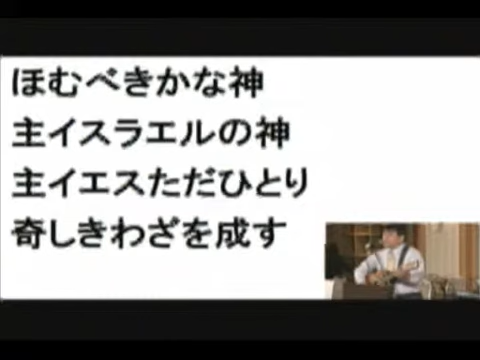 ほむべきかな神
主イスラエルの神
主イエスただひとり
奇しきわざを成す